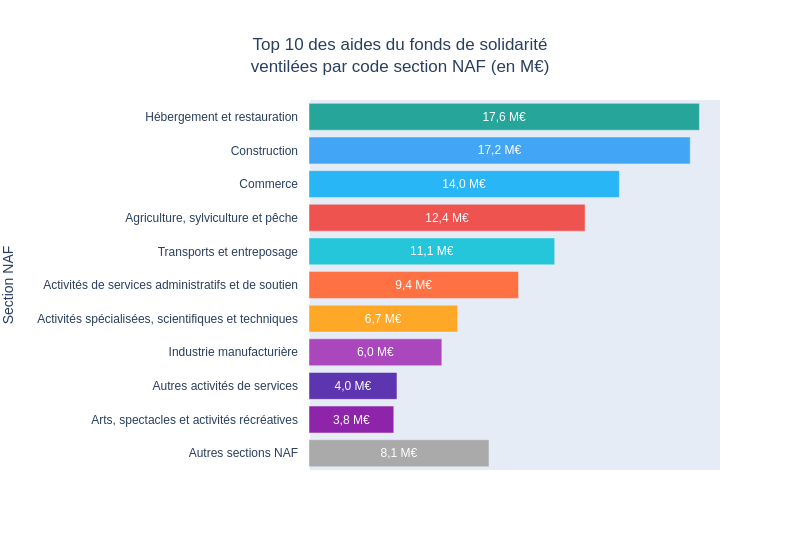 Top 10 des aides du fonds de solidarité
ventilées par code section NAF (en M€)
Section NAF
Hébergement et restauration 17,6 M€
Construction 17,2 M€
Commerce 14,0 M€
Agriculture, sylviculture et pêche 12,4 M€
Transports et entreposage 11,1 M€
Activités de services administratifs et de soutien 9,4 M€
Activités spécialisées, scientifiques et techniques 6,7 M€
Industrie manufacturière 6,0 M€
Autres activités de services 4,0 M€
Arts, spectacles et activités récréatives 3,8 M€
Autres sections NAF 8,1 M€